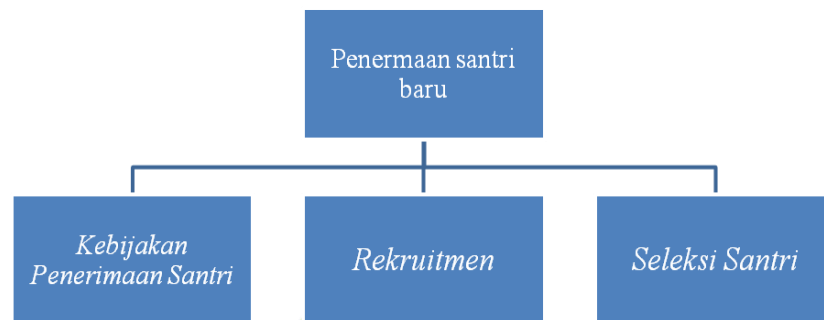 Penermaan santri
baru
Kebijakan
Penerimaan Santri
Rekruitmen
Seleksi Santri